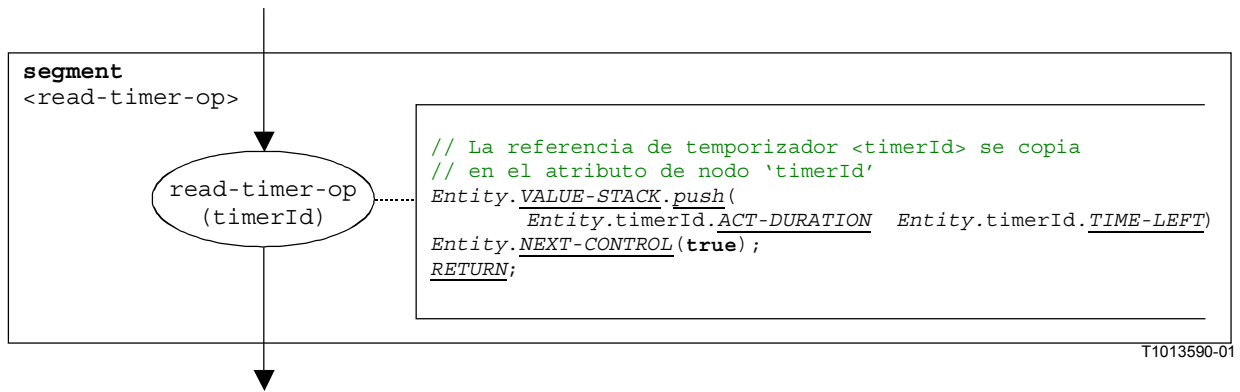 segment
<read-timer-op>
read-timer-op
(timerId)
// La referencia de temporizador <timerId> se copia
// en el atributo de nodo ‘timerId’
Entity.VALUE-STACK.push(
Entity.timerId.ACT-DURATION Entity.timerId.TIME-LEFT)
Entity.NEXT-CONTROL(true);
RETURN;
T1013590-01